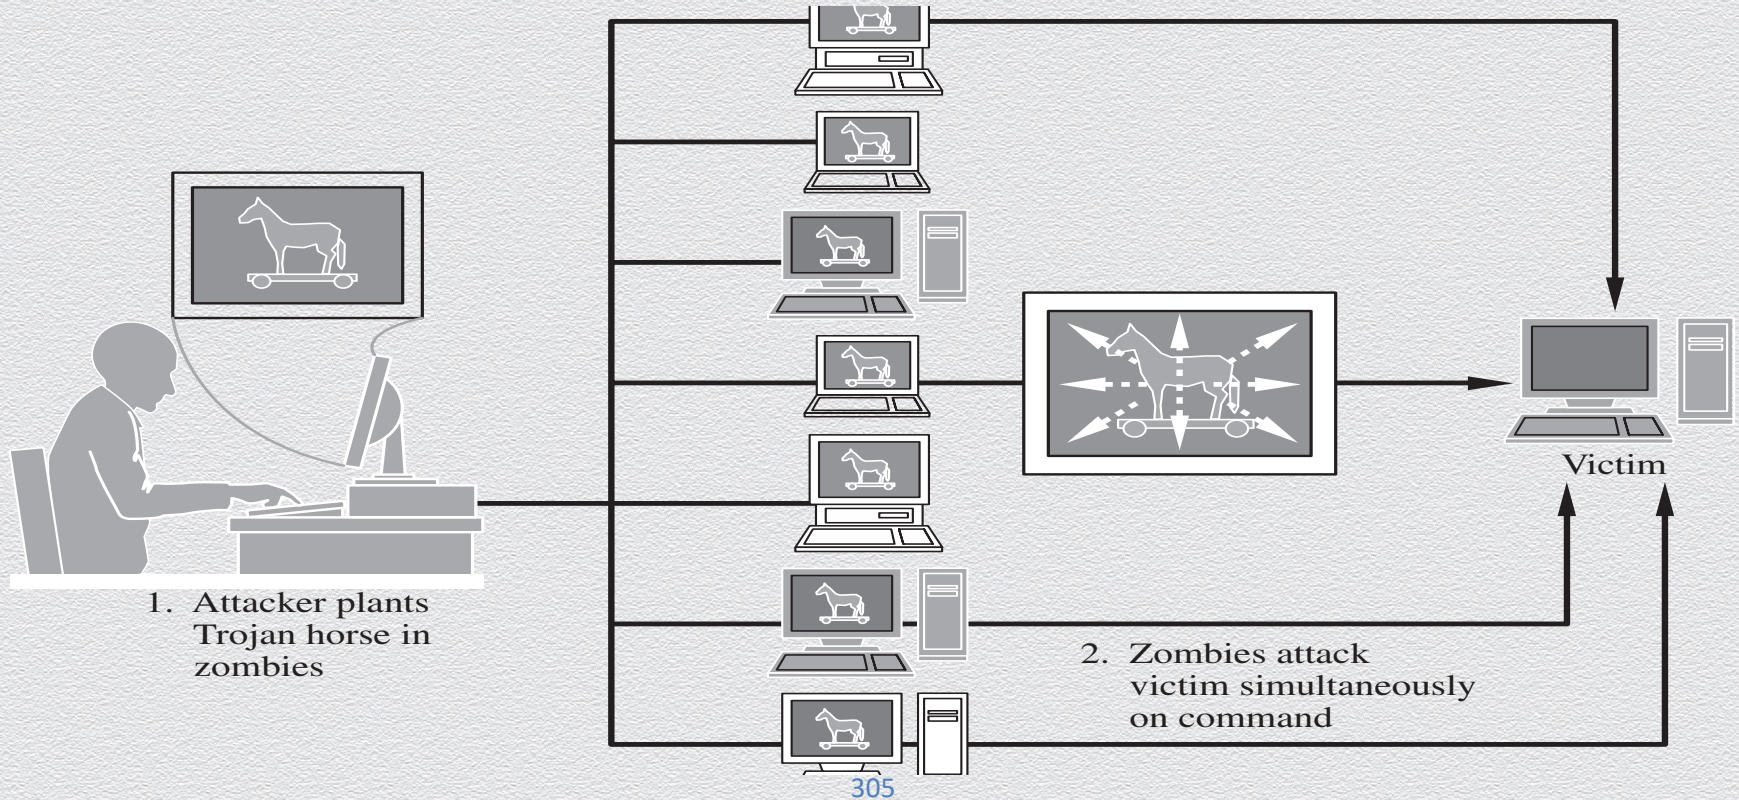 Victim
1. Attacker plants
Trojan horse in
zombies
2. Zombies attack
victim simultaneously
on command
305